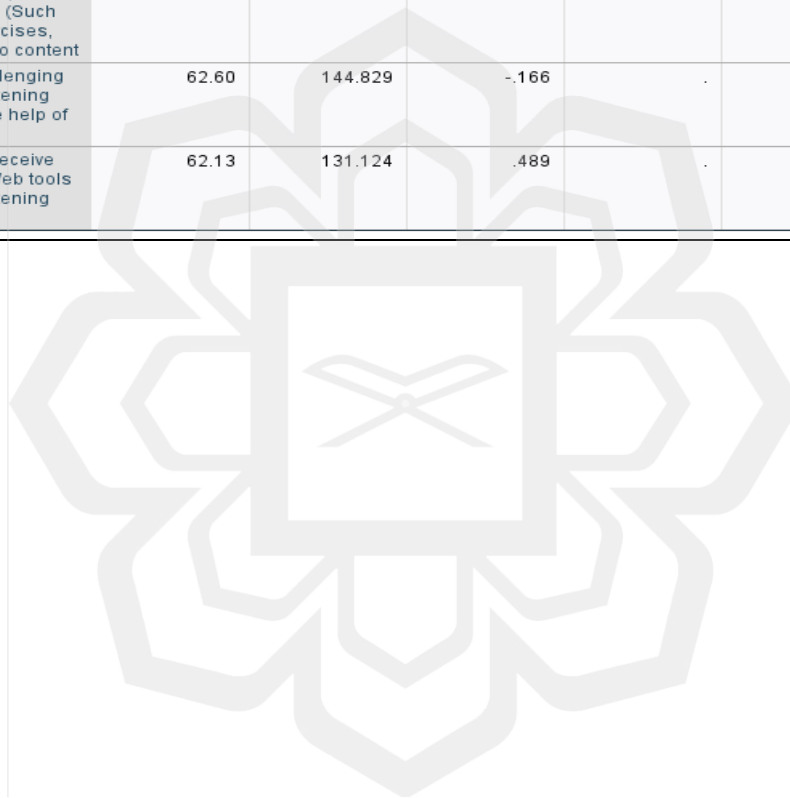 (Such
cises,
o content
lenging 62.60 144.829 -.166 .
ening
e help of
eceive 62.13 131.124 .489 .
eb tools
ening